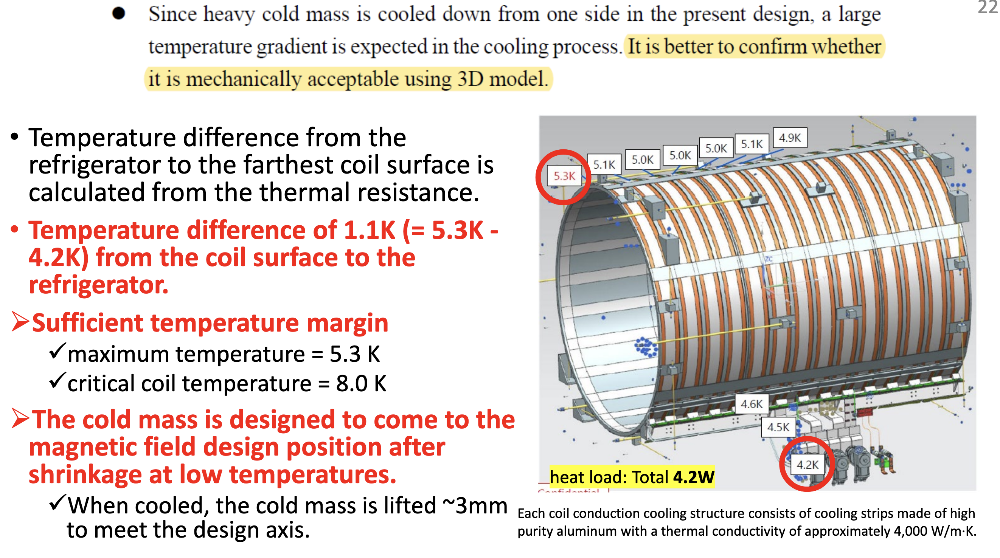 22
● Since heavy cold mass is cooled down from one side in the present design, a large
temperature gradient is expected in the cooling process. It is better to confirm whether
it is mechanically acceptable using 3D model.
• Temperature difference from the
refrigerator to the farthest coil surface is
calculated from the thermal resistance.
• Temperature difference of 1.1K (= 5.3K -
4.2K) from the coil surface to the
refrigerator.
➢Sufficient temperature margin
✓maximum temperature = 5.3 K
✓critical coil temperature = 8.0 K
➢The cold mass is designed to come to the
magnetic field design position after
shrinkage at low temperatures.
✓When cooled, the cold mass is lifted ~3mm
to meet the design axis.
5.3K
5.1K
5.0K
5.0K
5.0K
5.1K
4.9K
ZC
YC
Y
4.6K
4.5K
4.2K
heat load: Total 4.2W
Confidential
Each coil conduction cooling structure consists of cooling strips made of high
purity aluminum with a thermal conductivity of approximately 4,000 W/m·K.